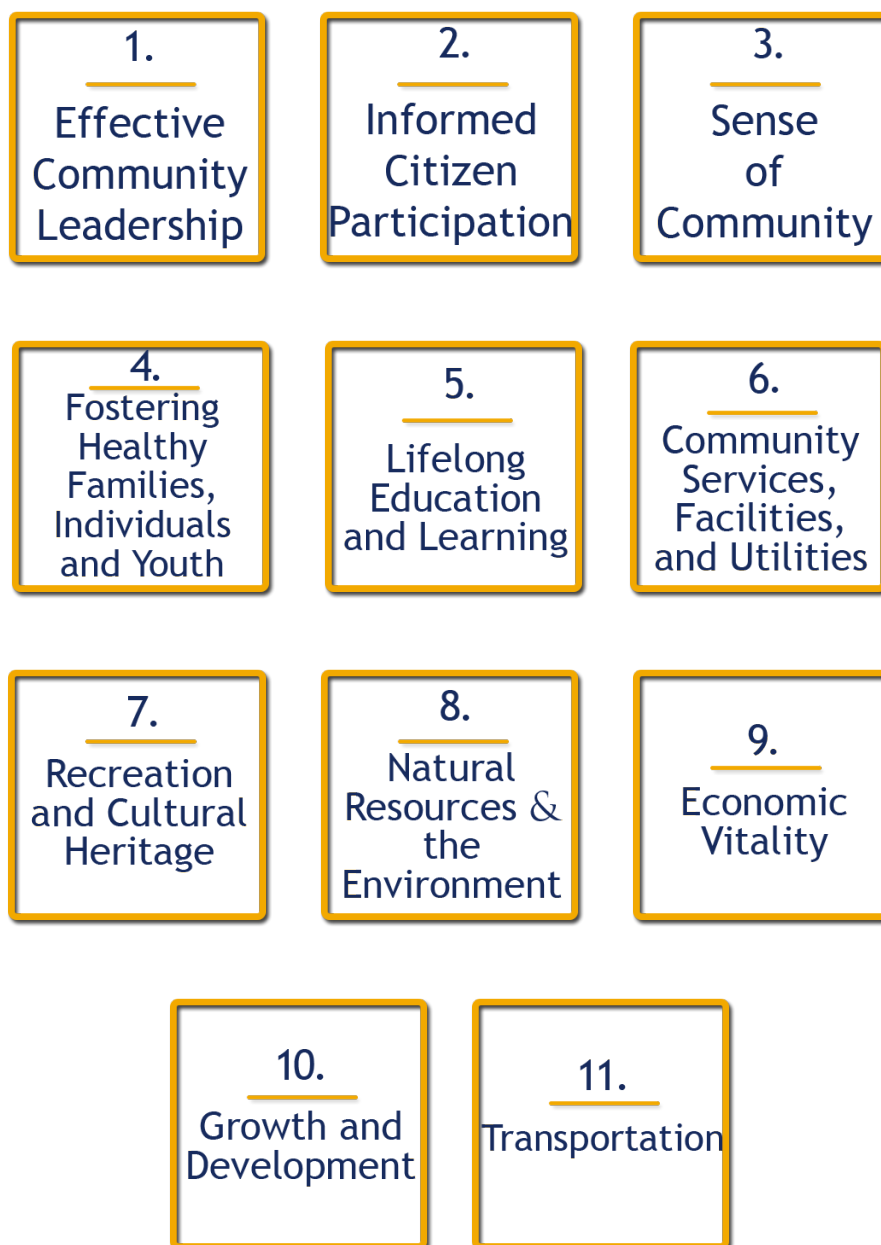 1.
Effective
Community
Leadership
2.
Informed
Citizen
Participation
3.
Sense
of
Community
4.
Fostering
Healthy
Families,
Individuals
and Youth
5.
Lifelong
Education
and Learning
6.
Community
Services,
Facilities,
and Utilities
7.
Recreation
and Cultural
Heritage
8.
Natural
Resources &
the
Environment
9.
Economic
Vitality
10.
Growth and
Development
11.
Transportation